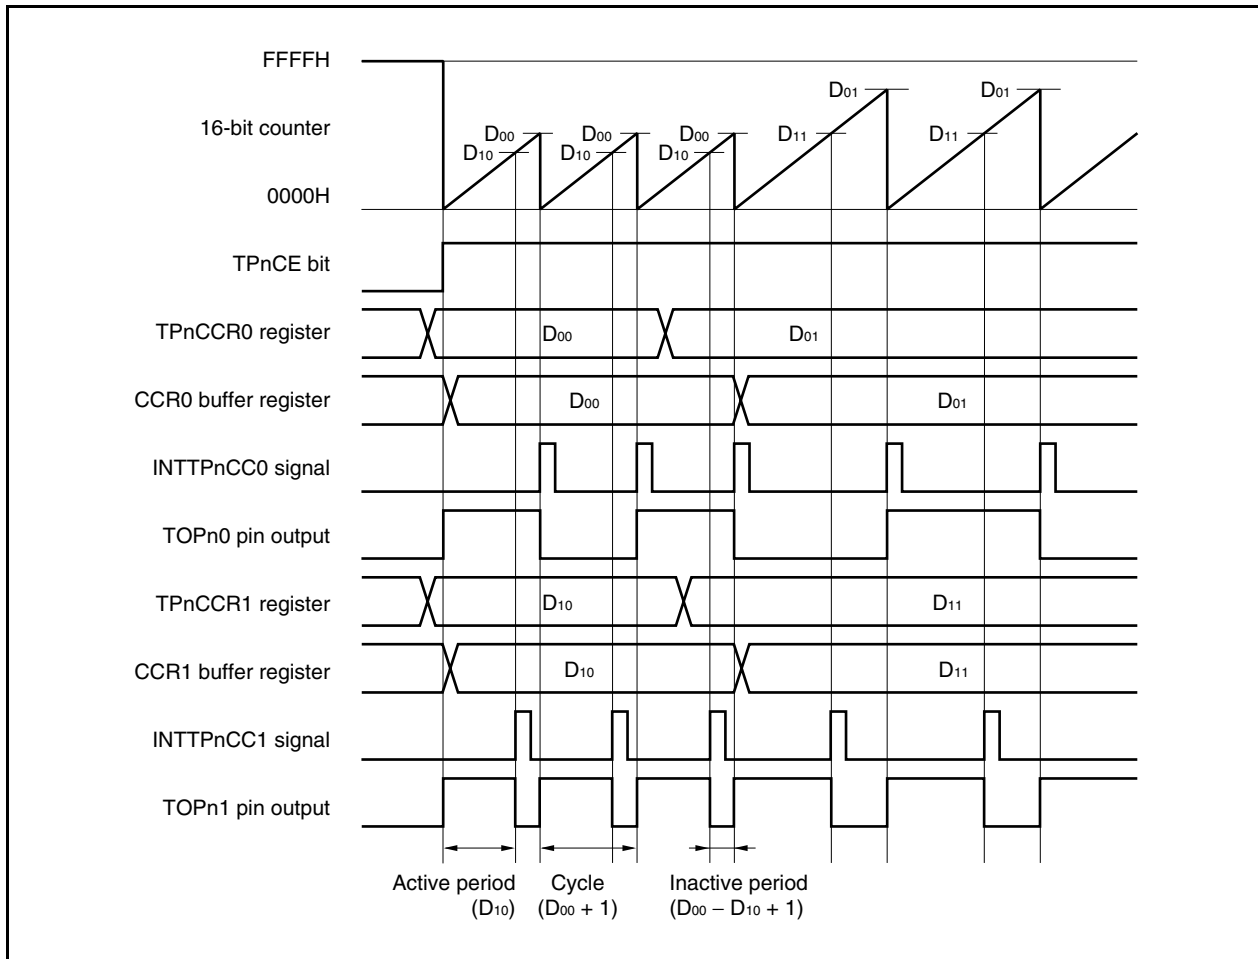 FFFFH
D01 D01
16-bit counter
D00 D00 D00 D11 D11
D10 D10 D10
0000H
TPnCE bit
TPnCCR0 register D00 D01
CCR0 buffer register D00 D01
INTTPnCC0 signal
TOPn0 pin output
TPnCCR1 register D10 D11
CCR1 buffer register D10 D11
INTTPnCC1 signal
TOPn1 pin output
Active period Cycle Inactive period
(D10) (D00 + 1) (D00 − D10 + 1)